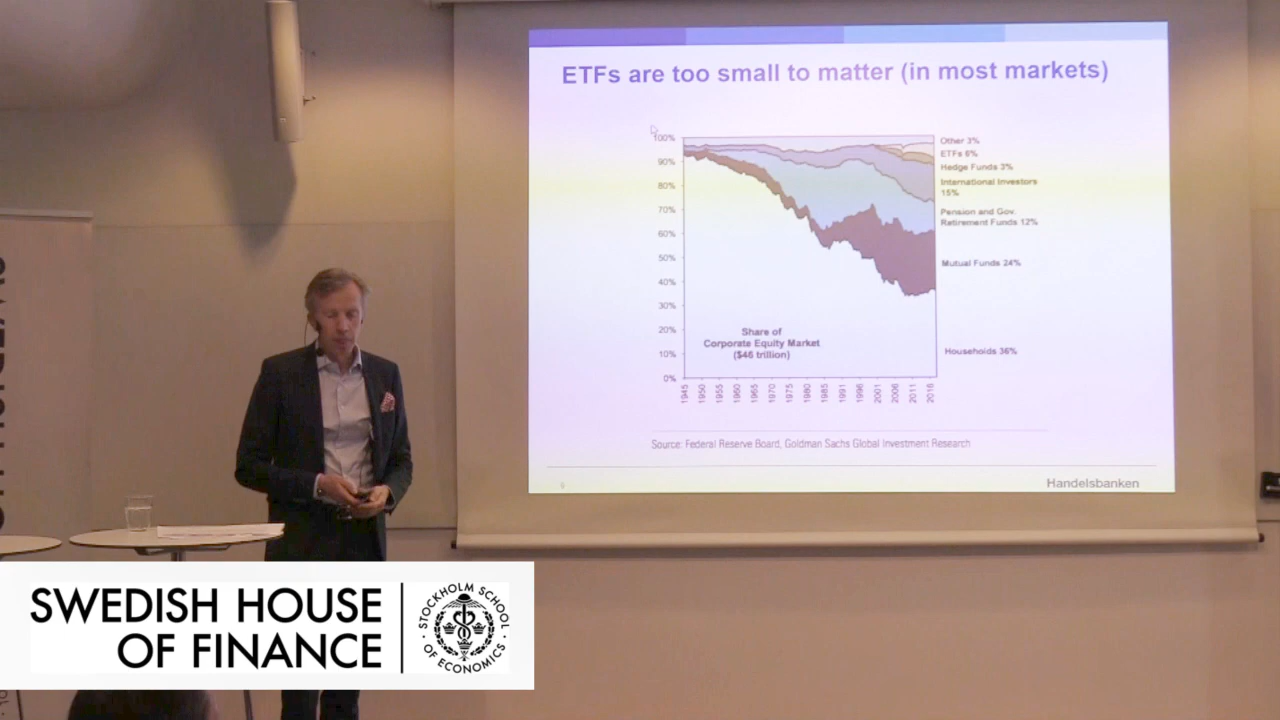 ETFs are too small to matter (in most markets)
100%
90%
80%
70%
60%
50%
40%
30%
20%
10%
0%
Other 3%
ETFs 6%
Hedge Funds 3%
International Investors
15%
Pension and Gov.
Retirement Funds 12%
Mutual Funds 24%
Households 36%
Share of
Corporate Equity Market
($46 trillion)
1945
1950
1955
1960
1965
1970
1975
1980
1985
1991
1996
2001
2006
2011
2016
Source: Federal Reserve Board, Goldman Sachs Global Investment Research
Handelsbanken
SWEDISH HOUSE
OF FINANCE
STOCKHOLM SCHOOL
· OF ECONOMICS ·